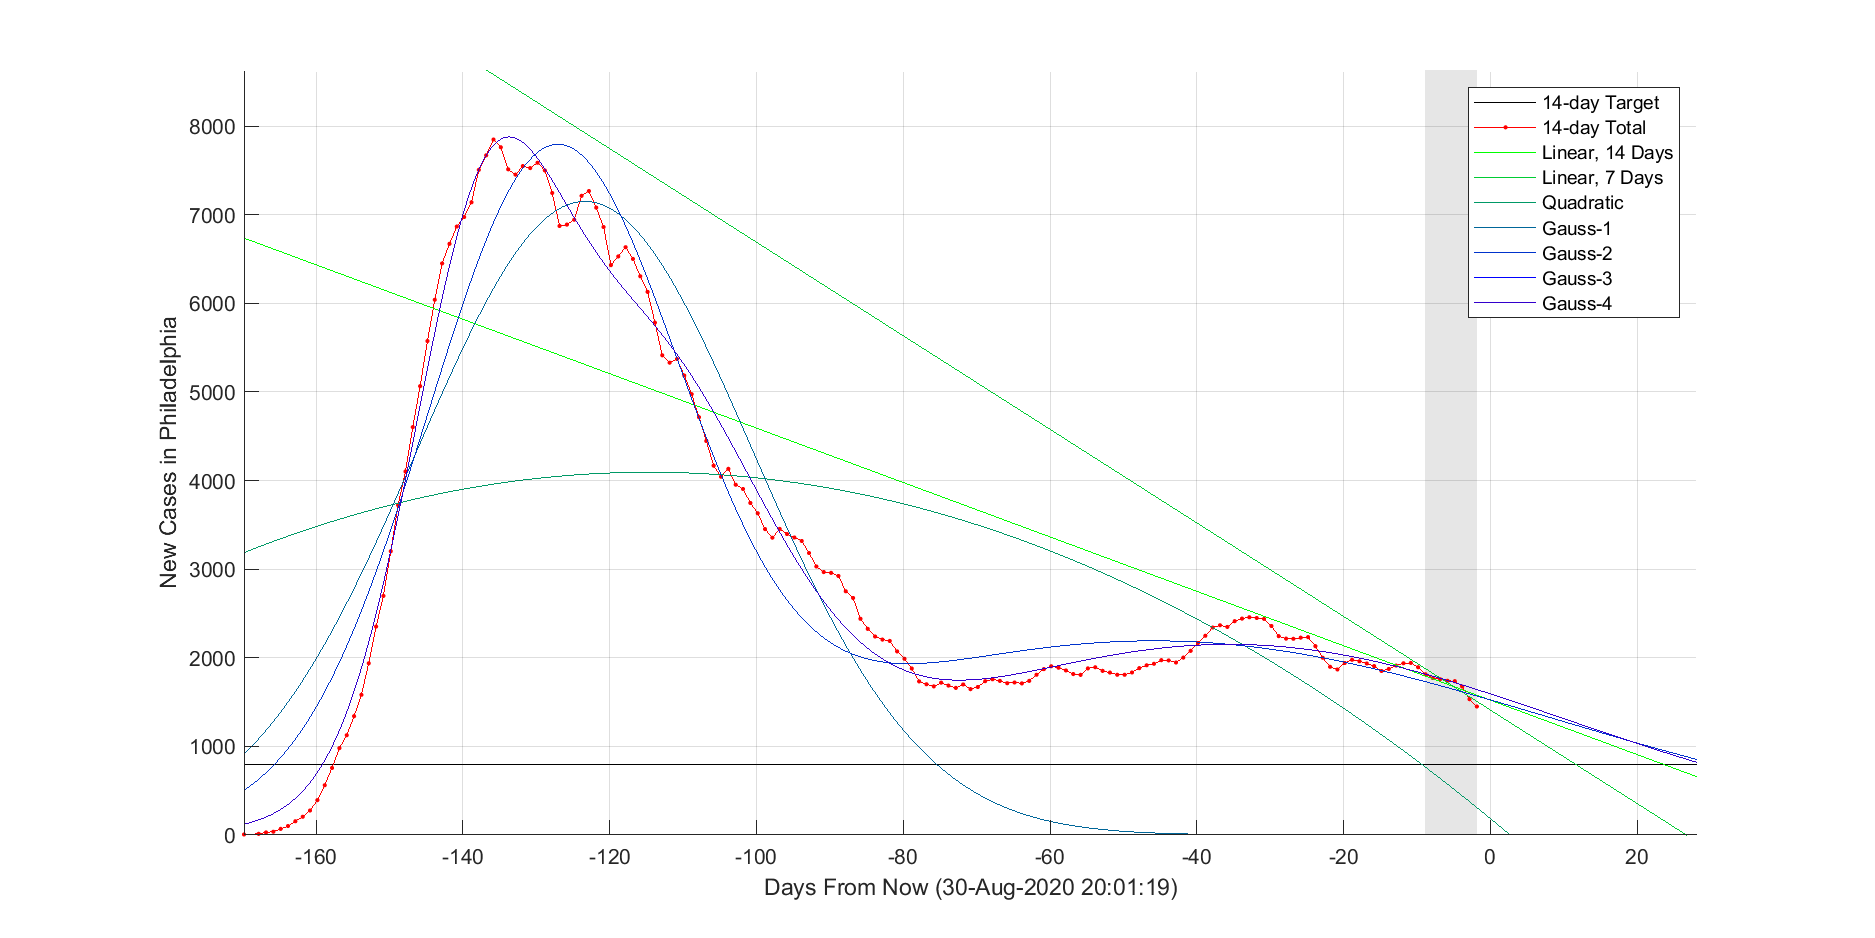 8000
7000
6000
5000
4000
3000
2000
1000
0
New Cases in Philadelphia
14-day Target
14-day Total
Linear, 14 Days
Linear, 7 Days
Quadratic
Gauss-1
Gauss-2
Gauss-3
Gauss-4
-160 -140 -120 -100 -80 -60 -40 -20 0 20
Days From Now (30-Aug-2020 20:01:19)